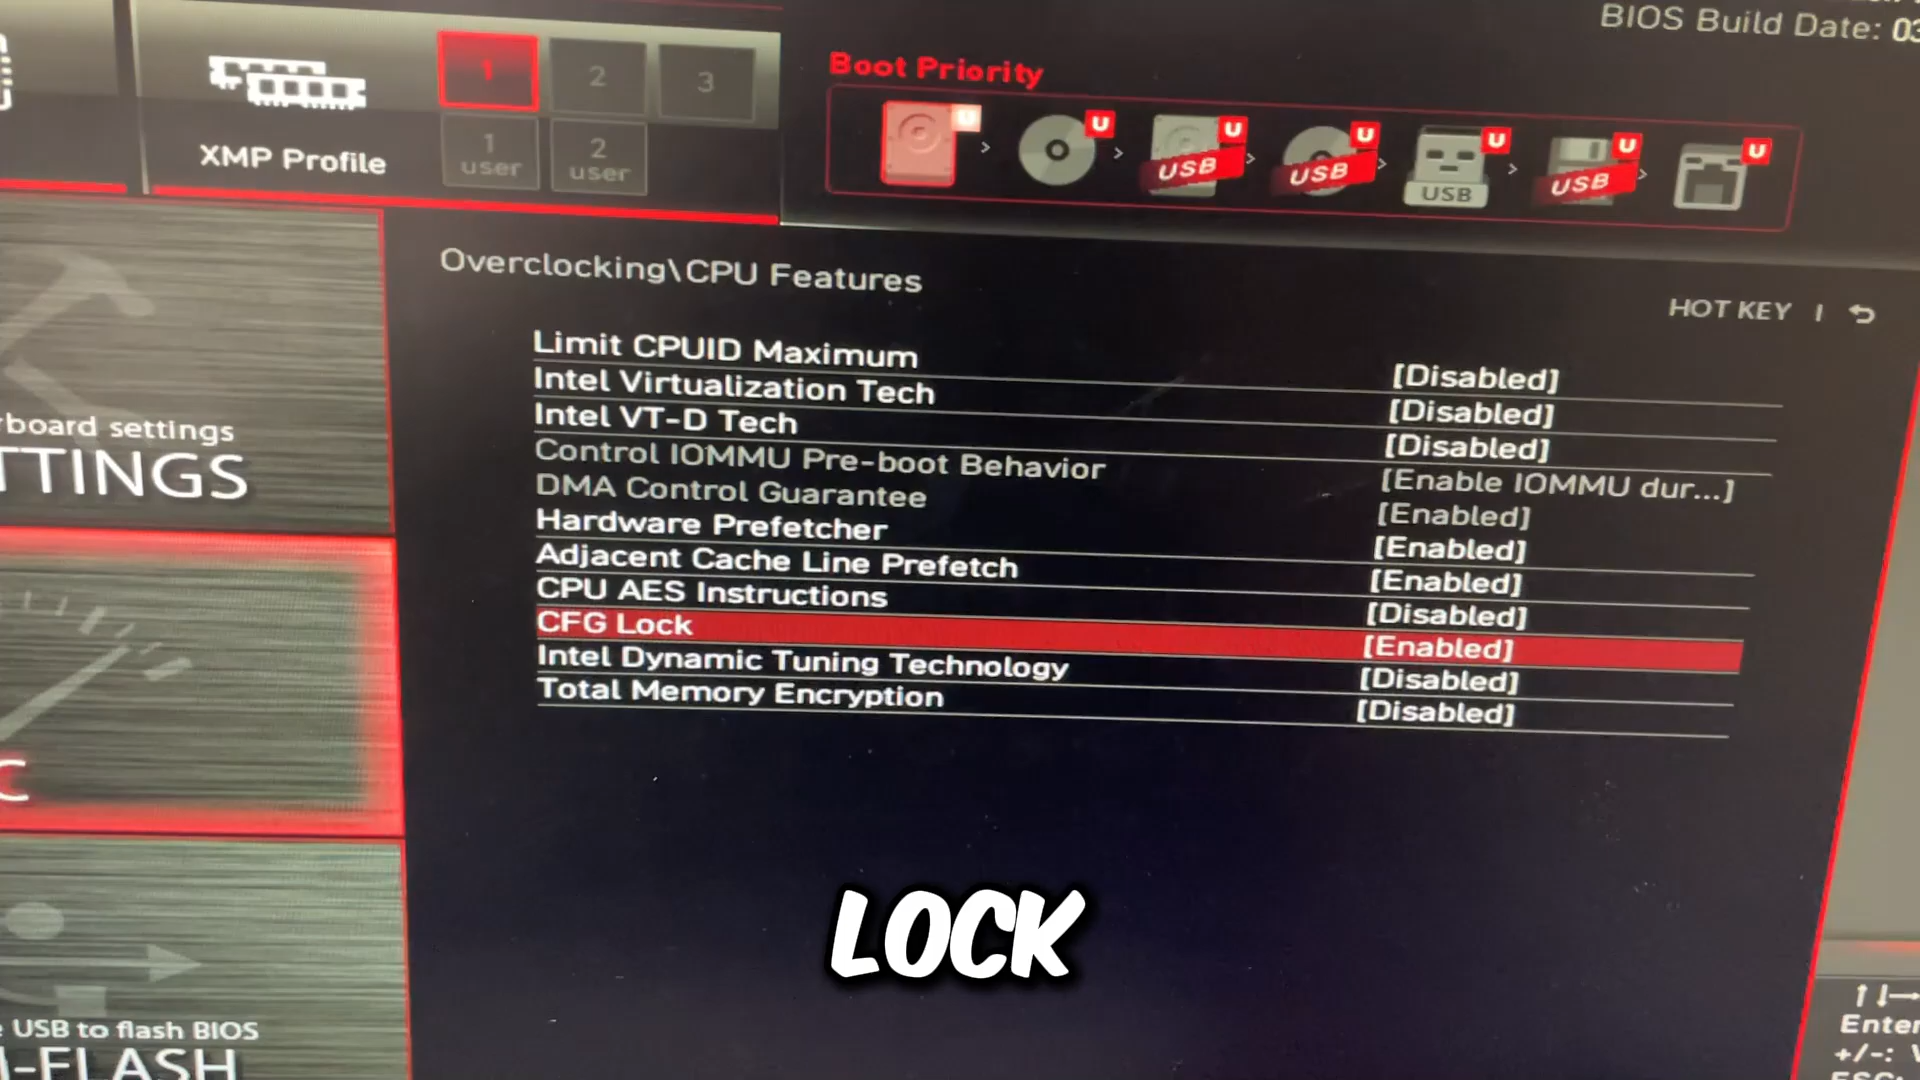 BIOS Build Date: 03
1 2 3
XMP Profile
1 user 2 user
Boot Priority
U U U U U U U
USB USB USB USB
Overclocking\CPU Features
HOT KEY |
Limit CPUID Maximum [Disabled]
Intel Virtualization Tech [Disabled]
Intel VT-D Tech [Disabled]
Control IOMMU Pre-boot Behavior [Enable IOMMU dur...]
DMA Control Guarantee [Enabled]
Hardware Prefetcher [Enabled]
Adjacent Cache Line Prefetch [Enabled]
CPU AES Instructions [Disabled]
CFG Lock [Enabled]
Intel Dynamic Tuning Technology [Disabled]
Total Memory Encryption [Disabled]
board settings
TTINGS
C
USB to flash BIOS
-FLASH
LOCK
Enter
+/-:
ESC: